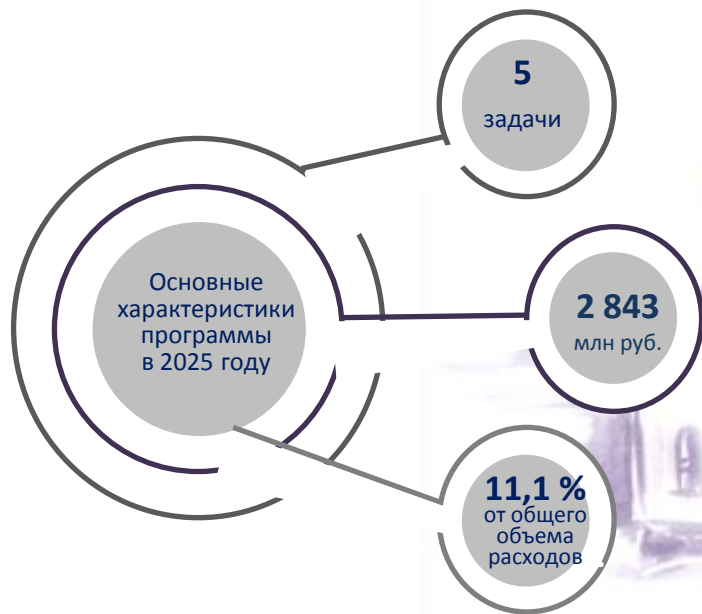 5
задачи
Основные
характеристики
программы
в 2025 году
2 843
млн руб.
11,1 %
от общего
объема
расходов